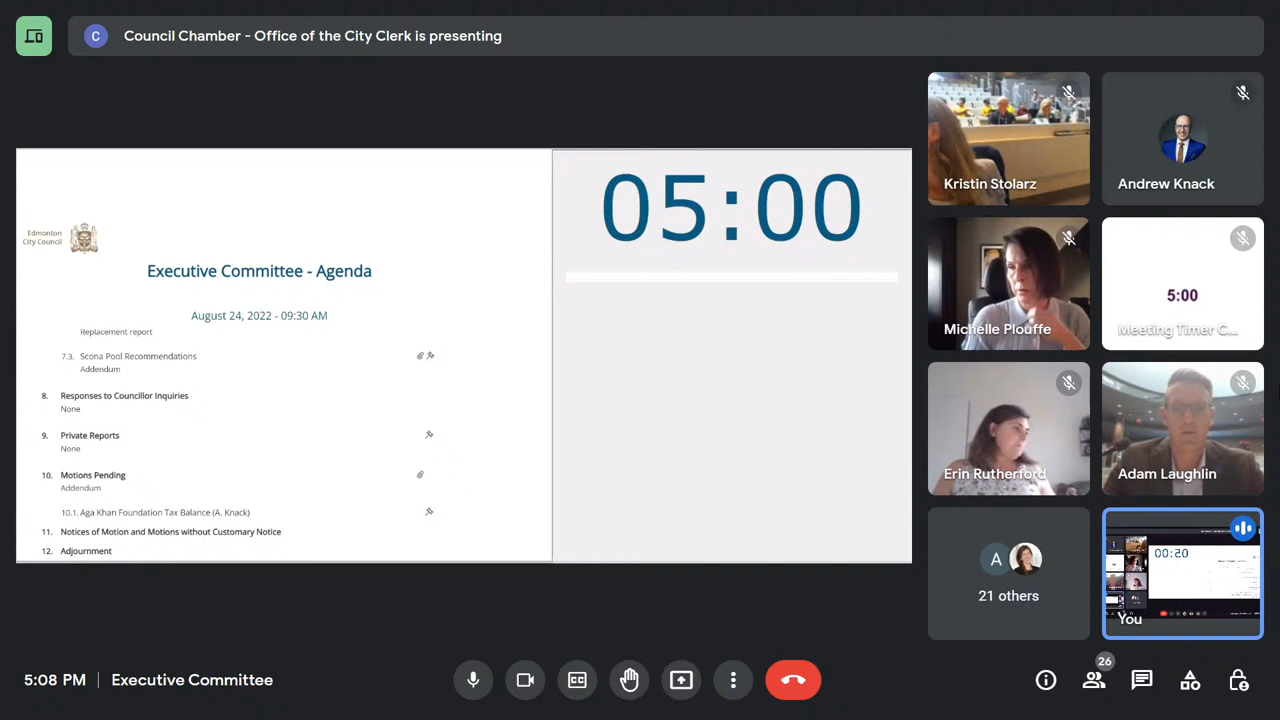 C Council Chamber - Office of the City Clerk is presenting
Edmonton
City Council
Executive Committee - Agenda
August 24, 2022 - 09:30 AM
Replacement report
7.3. Scona Pool Recommendations
Addendum
8. Responses to Councillor Inquiries
None
9. Private Reports
None
10. Motions Pending
Addendum
10.1. Aga Khan Foundation Tax Balance (A. Knack)
11. Notices of Motion and Motions without Customary Notice
12. Adjournment
05:00
Kristin Stolarz
Andrew Knack
Michelle Plouffe
5:00
Meeting Timer C...
Erin Rutherford
Adam Laughlin
A
21 others
00:50
You
5:08 PM | Executive Committee
CC
26